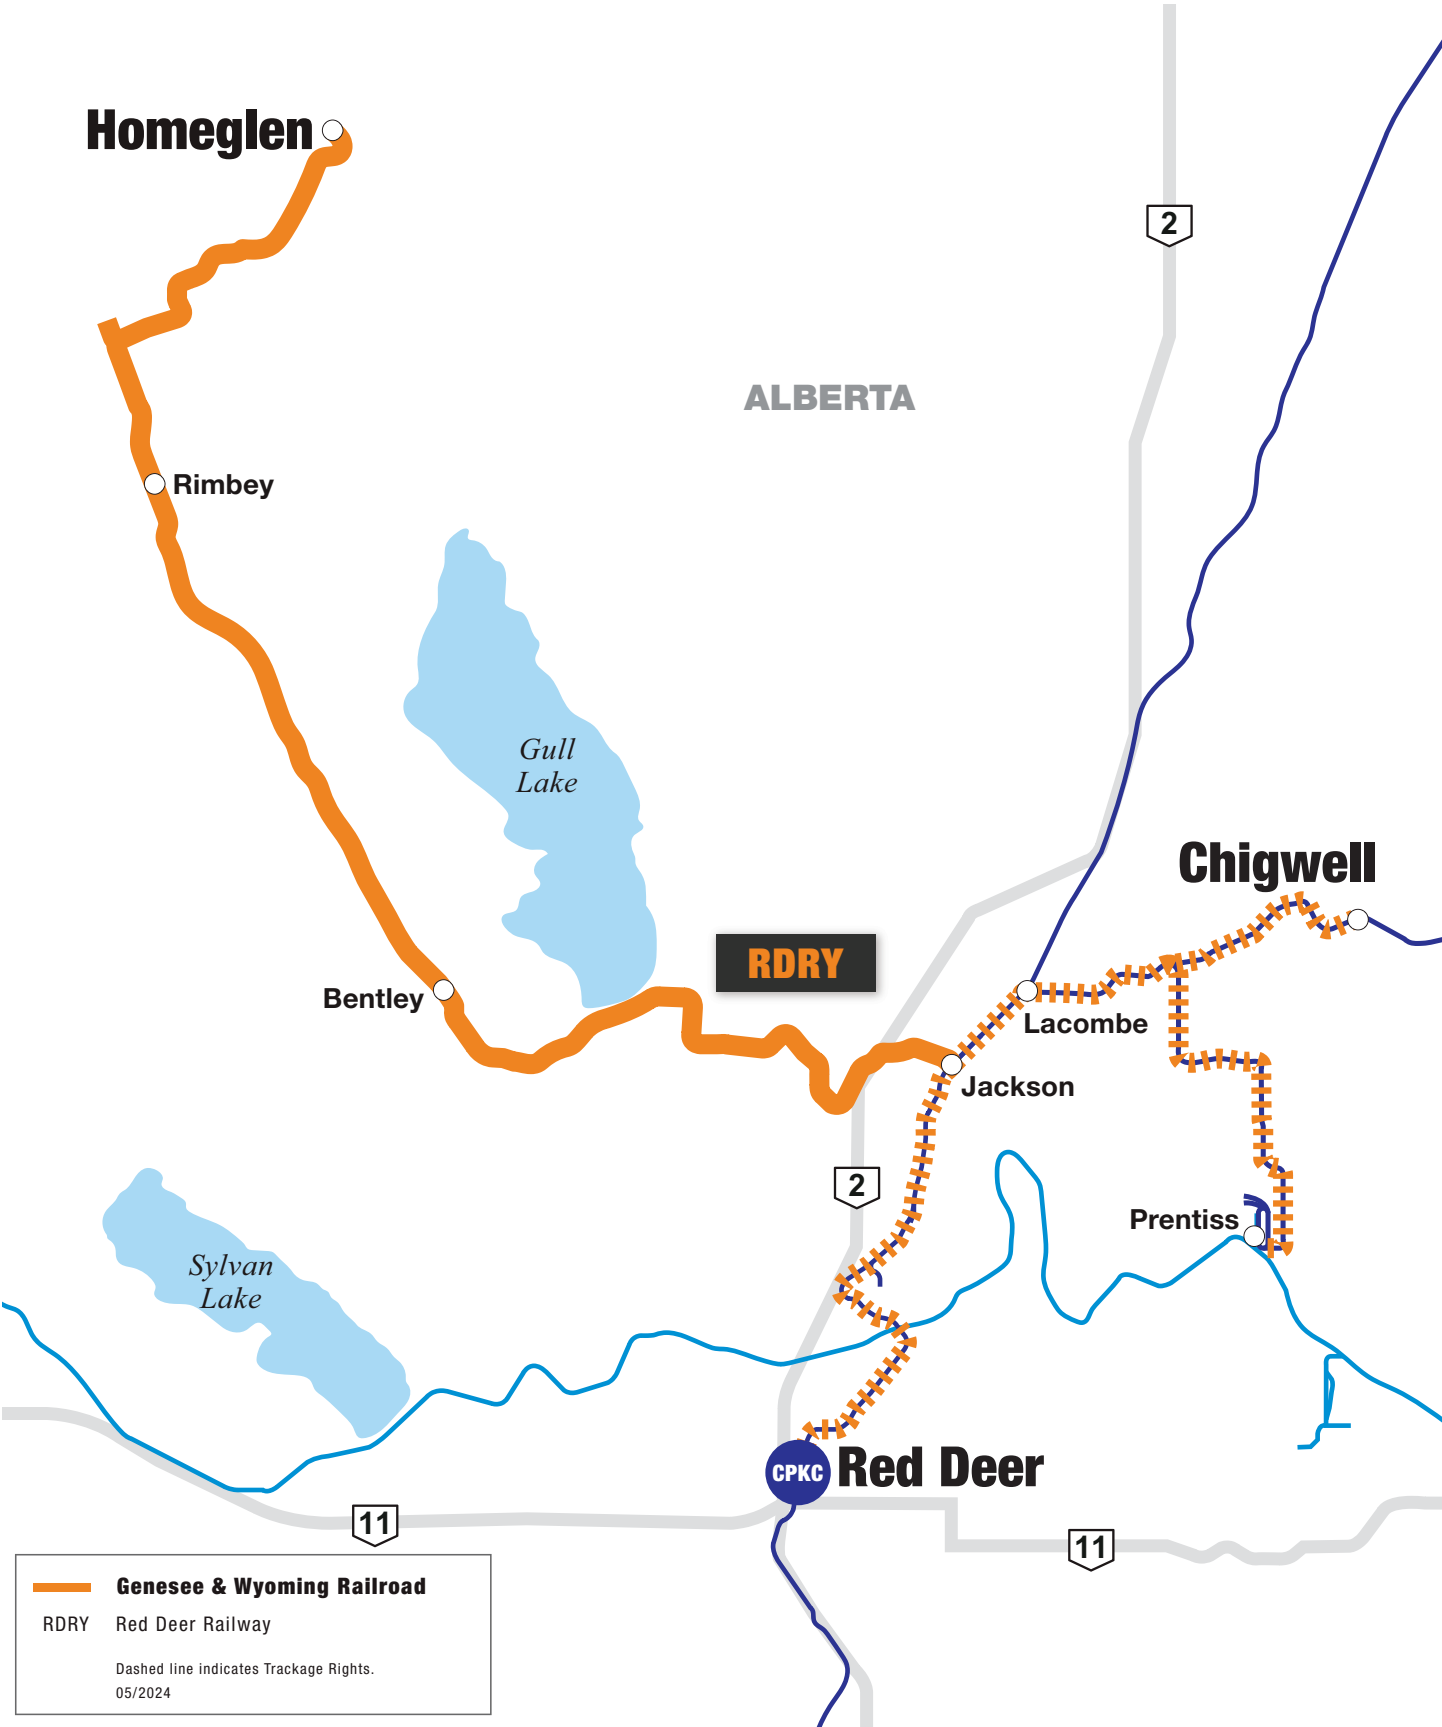 Homeglen
2
ALBERTA
Rimbey
Gull
Lake
Chigwell
RDRY
Bentley
Lacombe
Jackson
2
Prentiss
Sylvan
Lake
CPKC
Red Deer
11
11
Genesee & Wyoming Railroad
RDRY Red Deer Railway
Dashed line indicates Trackage Rights.
05/2024